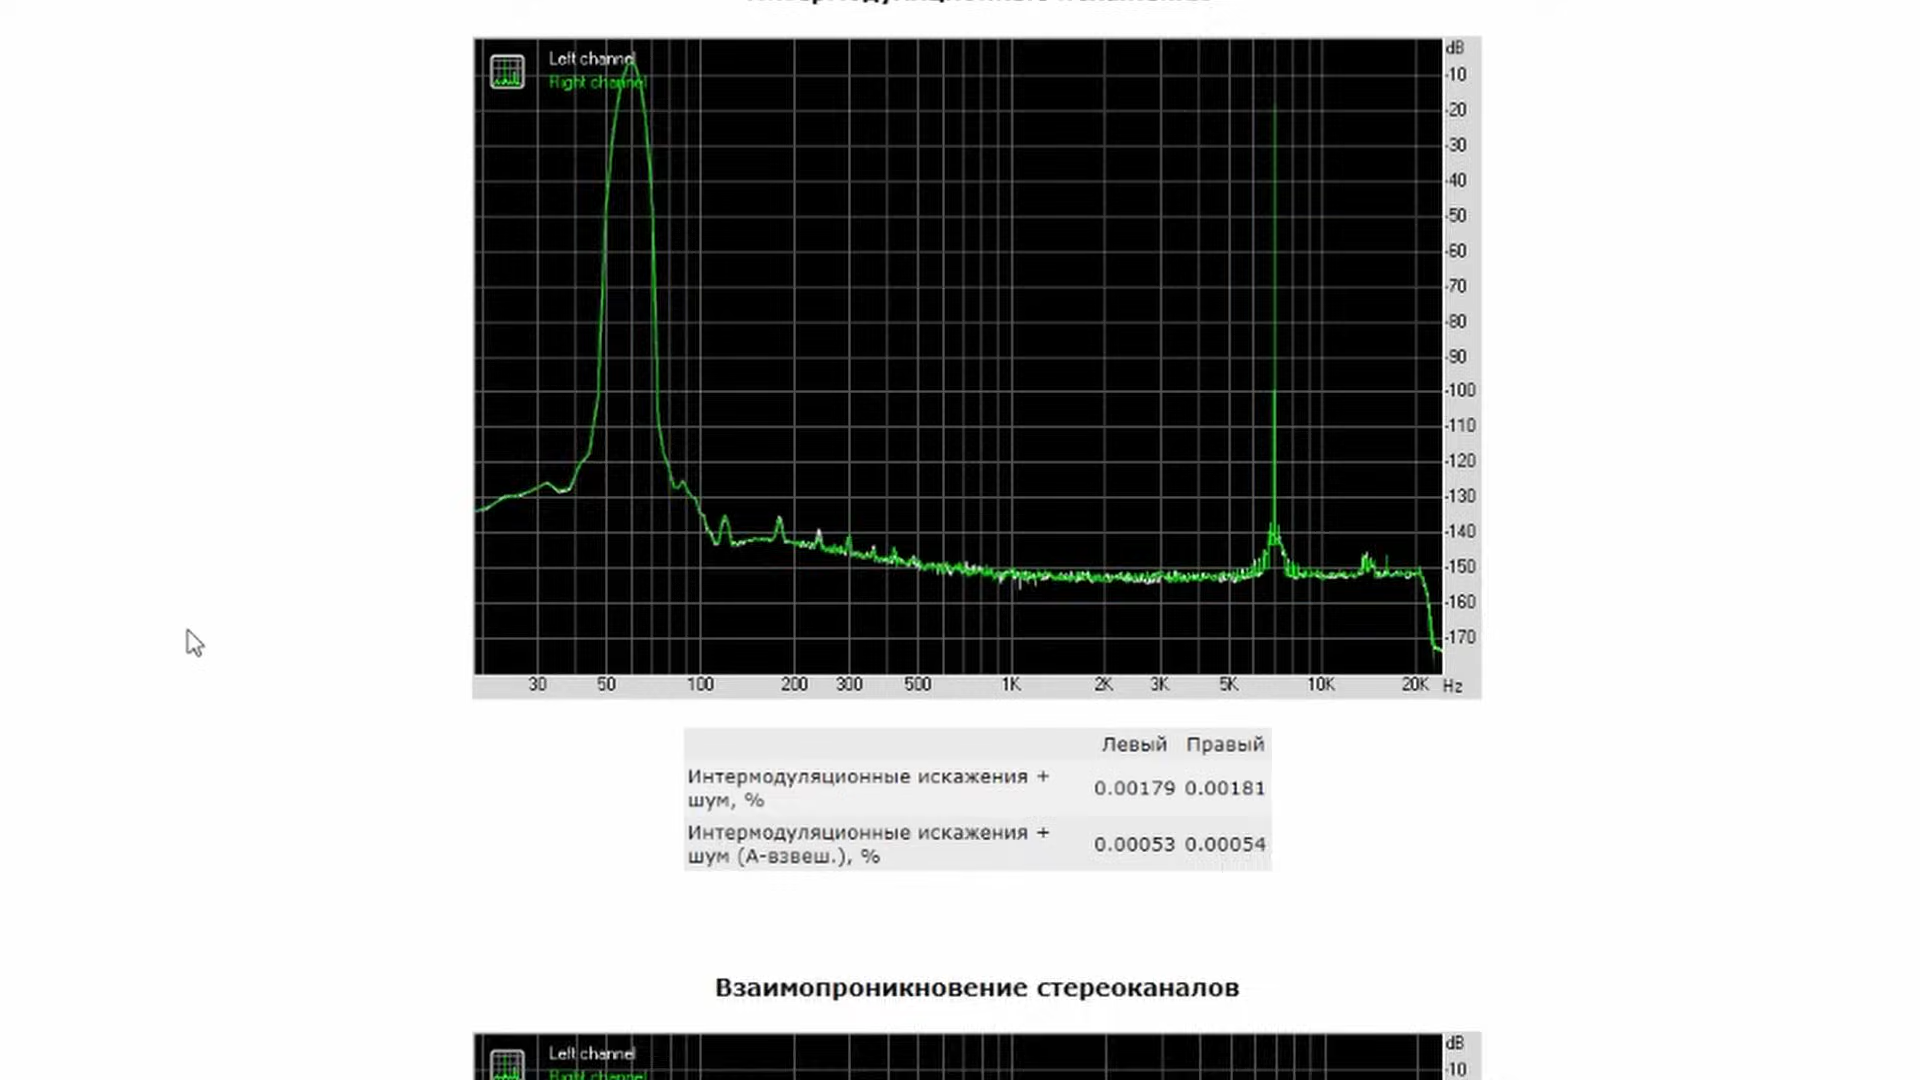 Left channel
Right channel
dB
-10
-20
-30
-40
-50
-60
-70
-80
-90
-100
-110
-120
-130
-140
-150
-160
-170
30 50 100 200 300 500 1K 2K 3K 5K 10K 20K Hz
Левый Правый
Интермодуляционные искажения +
шум, % 0.00179 0.00181
Интермодуляционные искажения +
шум (А-взвеш.), % 0.00053 0.00054
Взаимопроникновение стереоканалов
Left channel
Right channel
dB
-10